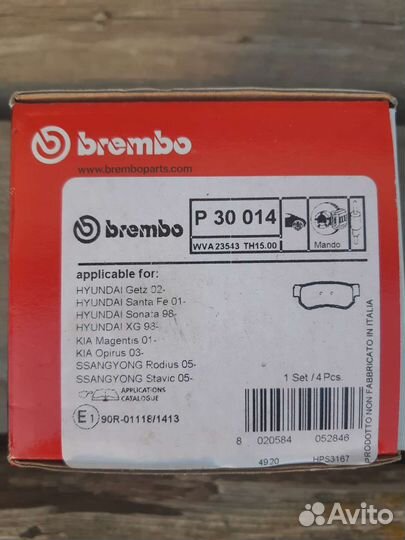 brembo
www.bremboparts.com
brembo
P 30 014
WVA 23543 TH15.00
Mando
applicable for:
HYUNDAI Getz 02-
HYUNDAI Santa Fe 01-
HYUNDAI Sonata 98-
HYUNDAI XG 98-
KIA Magentis 01-
KIA Opirus 03-
SSANGYONG Rodius 05-
SSANGYONG Stavic 05-
APPLICATIONS
CATALOGUE
E1 90R-01118/1413
1 Set / 4 Pcs.
8 020584 052846
4920 HPS3167
PRODOTTO NON FABBRICATO IN ITALIA
Avito